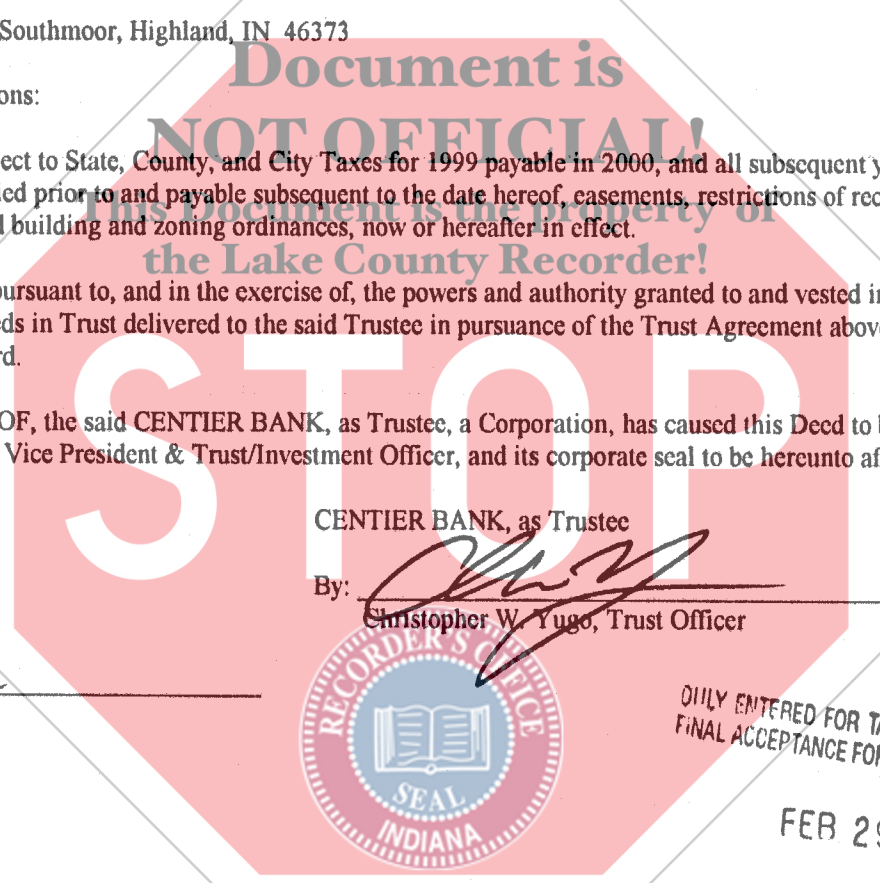 Southmoor, Highland, IN 46373
Document is
ons:
NOT OFFICIAL!
ect to State, County, and City Taxes for 1999 payable in 2000, and all subsequent y
ed prior to and payable subsequent to the date hereof, easements, restrictions of rec
This Document is the property of
l building and zoning ordinances, now or hereafter in effect.
the Lake County Recorder!
ursuant to, and in the exercise of, the powers and authority granted to and vested in
ds in Trust delivered to the said Trustee in pursuance of the Trust Agreement above
rd.
STOP
OF, the said CENTIER BANK, as Trustee, a Corporation, has caused this Deed to b
Vice President & Trust/Investment Officer, and its corporate seal to be hereunto af
CENTIER BANK, as Trustee
By:
Christopher W. Yugo, Trust Officer
RECORDER'S OFFICE
SEAL
INDIANA
DULY ENTERED FOR TA
FINAL ACCEPTANCE FOR
FEB 29